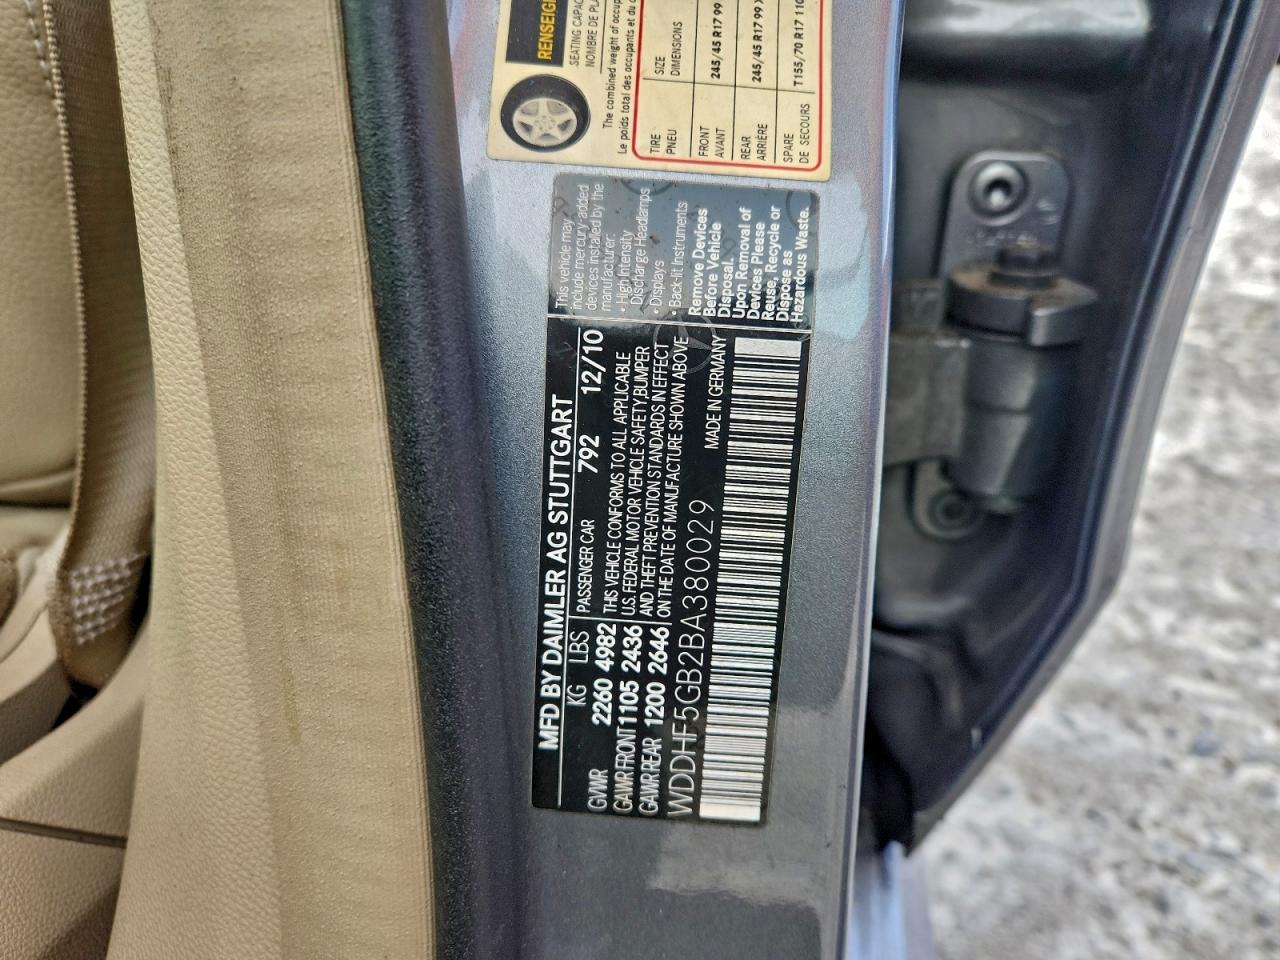 RENSEIG
SEATING CAPAC
NOMBRE DE PLA
The combined weight of occup
Le poids total des occupants et du c
TIRE SIZE
PNEU DIMENSIONS
FRONT 245/45 R17 99
AVANT
REAR 245/45 R17 99
ARRIÈRE
SPARE T155/70 R17 110
DE SECOURS
This vehicle may
include mercury-added
devices installed by the
manufacturer:
• High Intensity
Discharge Headlamps
• Displays
• Back-lit Instruments
Remove Devices
Before Vehicle
Disposal.
Upon Removal of
Devices Please
Reuse, Recycle or
Dispose as
Hazardous Waste.
MFD BY DAIMLER AG STUTTGART
KG LBS PASSENGER CAR 792 12/10
GVWR 2260 4982
GAWR FRONT 1105 2436
GAWR REAR 1200 2646
THIS VEHICLE CONFORMS TO ALL APPLICABLE
U.S. FEDERAL MOTOR VEHICLE SAFETY,BUMPER
AND THEFT PREVENTION STANDARDS IN EFFECT
ON THE DATE OF MANUFACTURE SHOWN ABOVE
WDDHF5GB2BA380029 MADE IN GERMANY